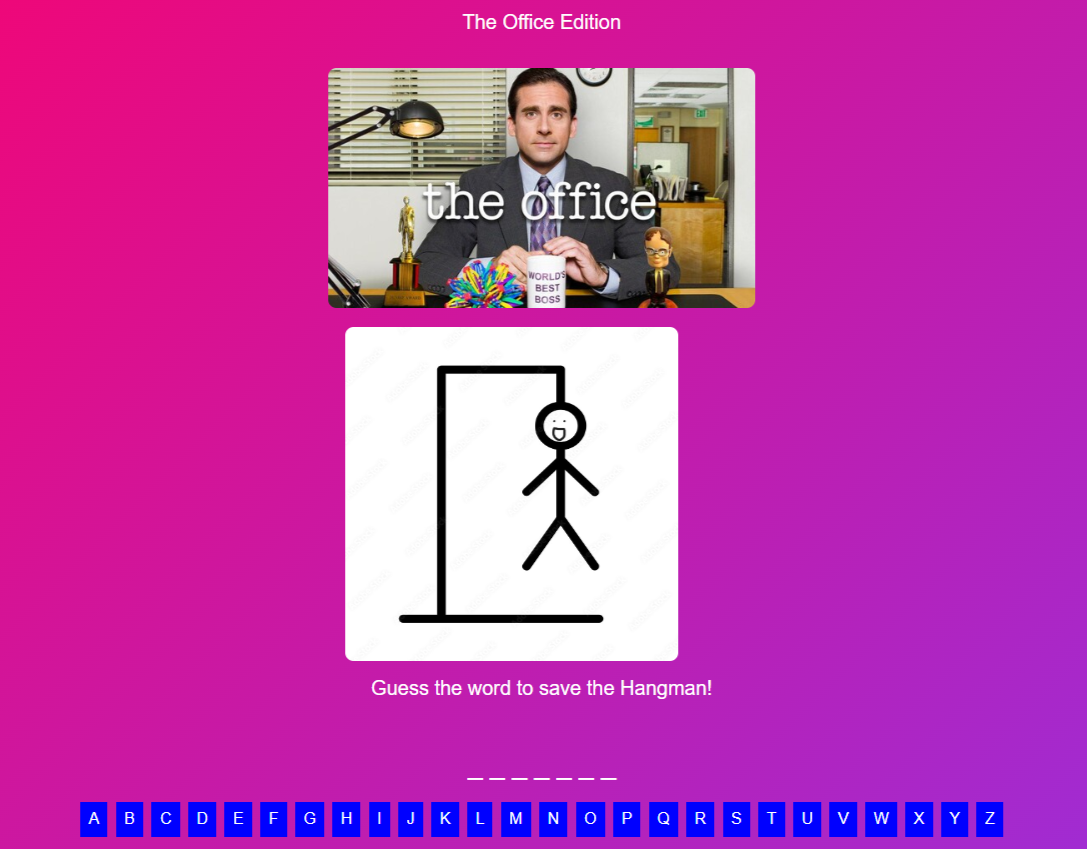 The Office Edition
the office
WORLD'S
BEST
BOSS
Guess the word to save the Hangman!
_ _ _ _ _ _ _
A B C D E F G H I J K L M N O P Q R S T U V W X Y Z